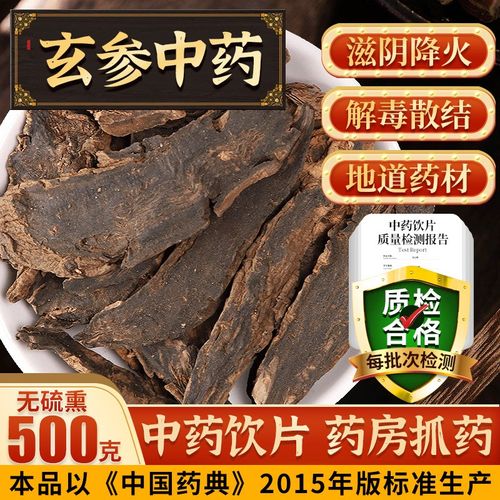 玄参中药
滋阴降火
解毒散结
地道药材
中药饮片
质量检测报告
Test Report
质检
合格
每批次检测
无硫熏
500克
中药饮片 药房抓药
本品以《中国药典》2015年版标准生产